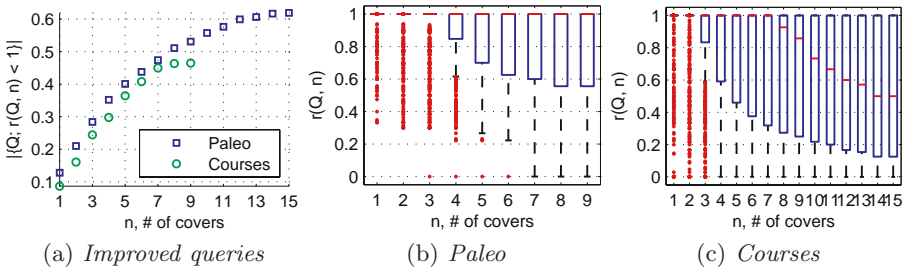 |{Q; r(Q, n) < 1}|
0.6
0.5
0.4
0.3
0.2
0.1
Paleo
Courses
1 3 5 7 9 11 13 15
n, # of covers
(a) Improved queries
r(Q, n)
1
0.8
0.6
0.4
0.2
0
1 2 3 4 5 6 7 8 9
n, # of covers
(b) Paleo
r(Q, n)
1
0.8
0.6
0.4
0.2
0
1 2 3 4 5 6 7 8 9 10 11 12 13 14 15
n, # of covers
(c) Courses